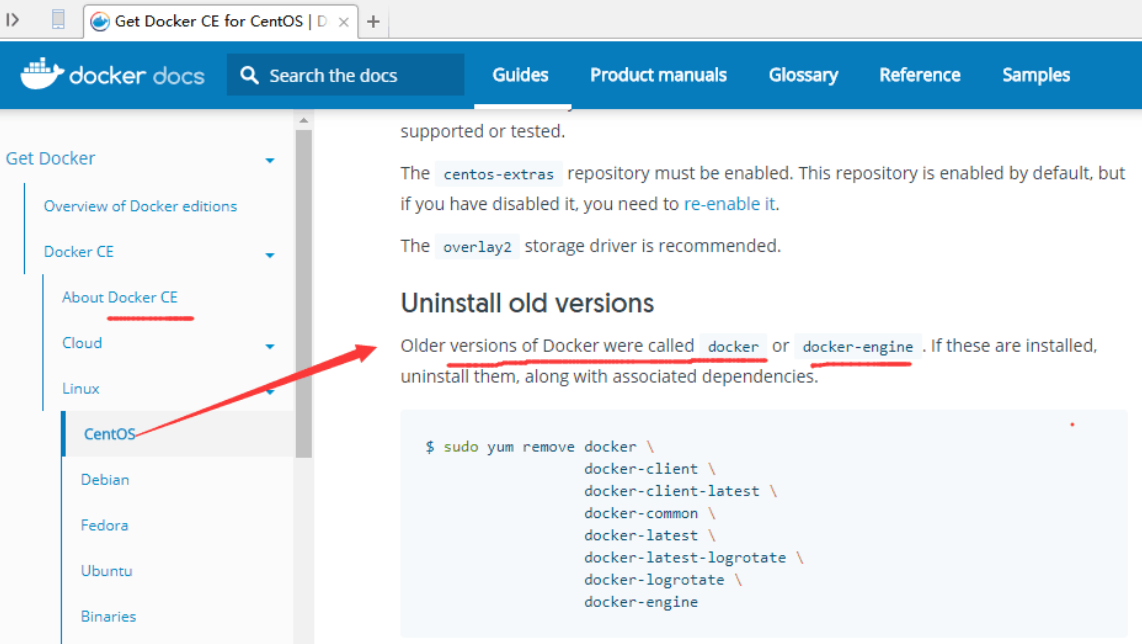 Get Docker CE for CentOS | D
docker docs
Search the docs
Guides
Product manuals
Glossary
Reference
Samples
Get Docker
Overview of Docker editions
Docker CE
About Docker CE
Cloud
Linux
CentOS
Debian
Fedora
Ubuntu
Binaries
supported or tested.
The centos-extras repository must be enabled. This repository is enabled by default, but
if you have disabled it, you need to re-enable it.
The overlay2 storage driver is recommended.
Uninstall old versions
Older versions of Docker were called docker or docker-engine . If these are installed,
uninstall them, along with associated dependencies.
$ sudo yum remove docker \
docker-client \
docker-client-latest \
docker-common \
docker-latest \
docker-latest-logrotate \
docker-logrotate \
docker-engine